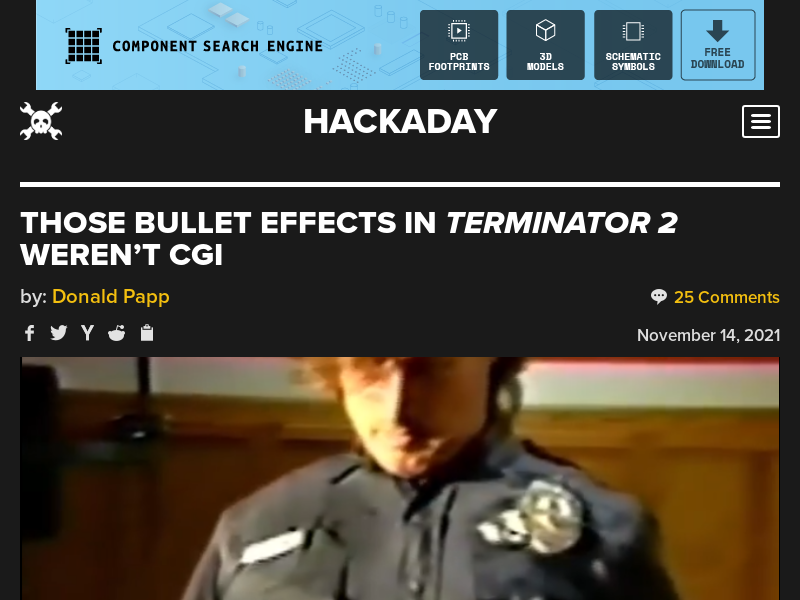 COMPONENT SEARCH ENGINE
PCB
FOOTPRINTS
3D
MODELS
SCHEMATIC
SYMBOLS
FREE
DOWNLOAD
HACKADAY
THOSE BULLET EFFECTS IN TERMINATOR 2
WEREN’T CGI
by: Donald Papp
25 Comments
November 14, 2021